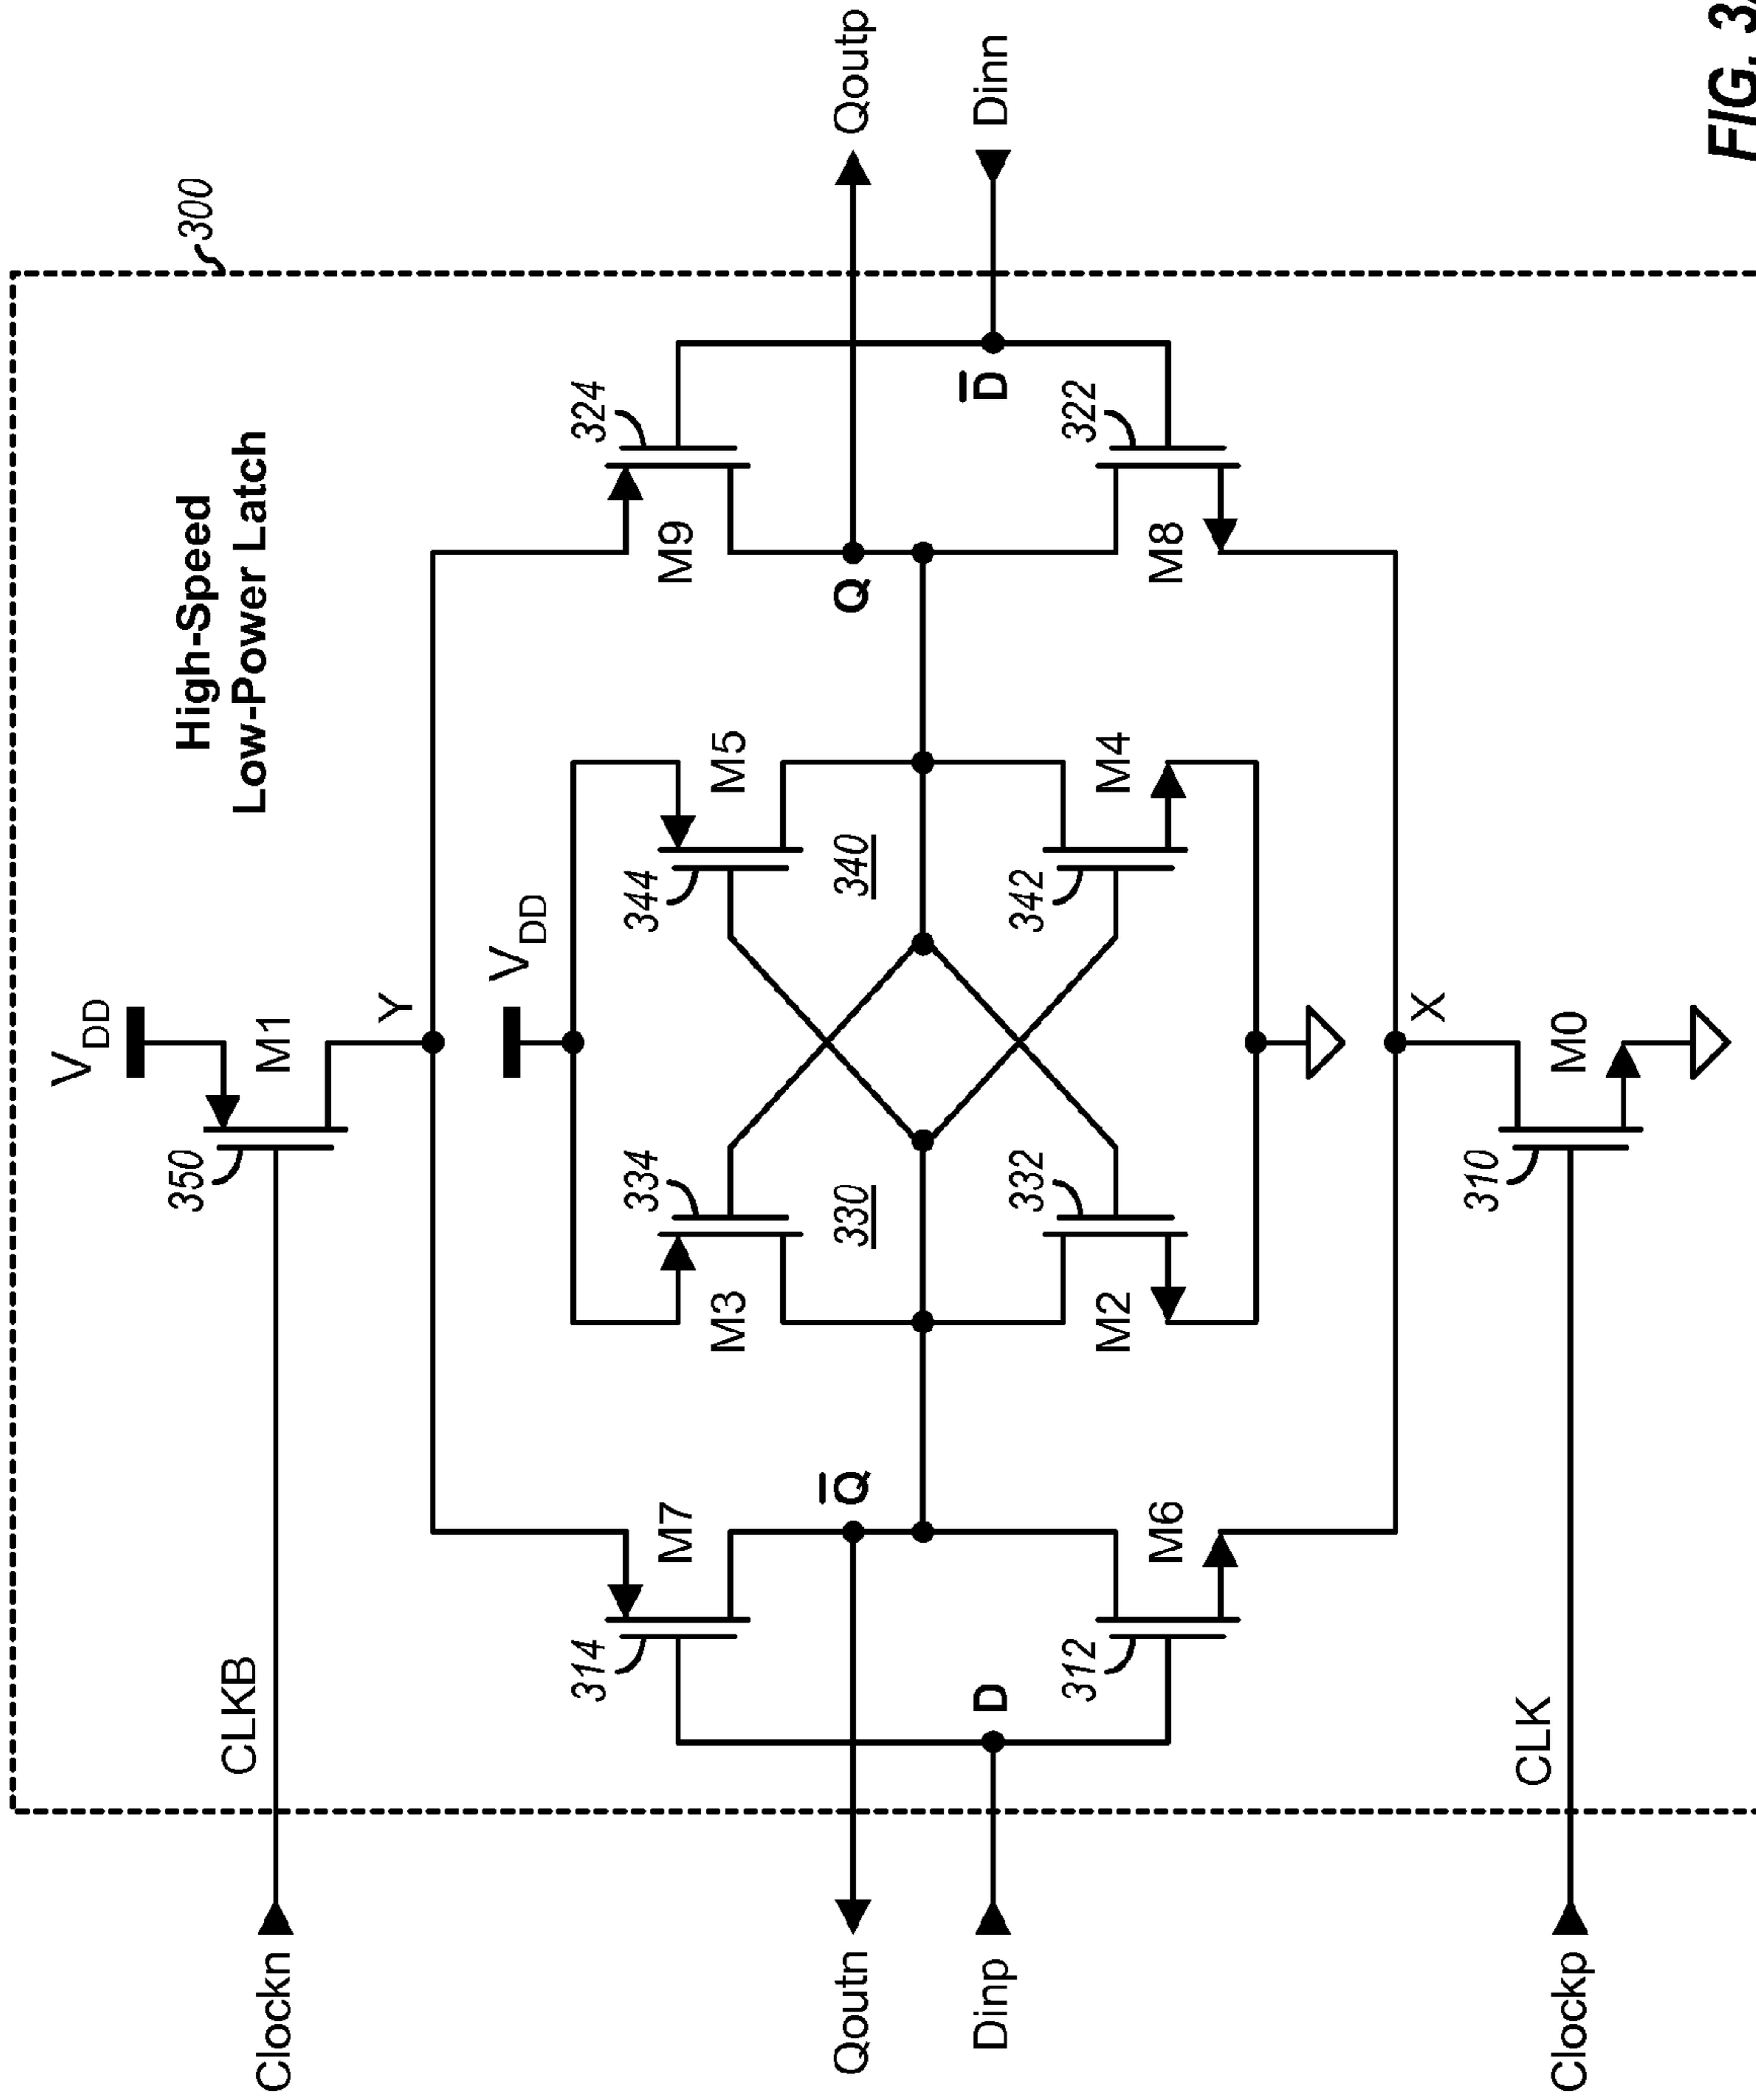 High-Speed
Low-Power Latch
300
VDD
350
M1
Clockn
CLKB
Y
VDD
314
M7
334
M3
344
M5
324
M9
330
340
Qoutn
Q̅
Q
Qoutp
Dinp
D
D̅
Dinn
312
M6
332
M2
342
M4
322
M8
X
Clockp
CLK
310
M0
FIG. 3